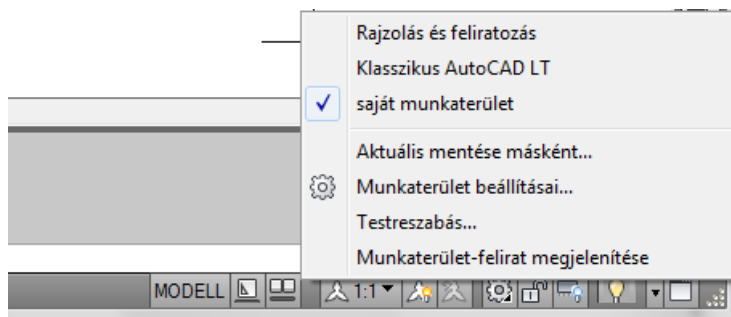 Rajzolás és feliratozás
Klasszikus AutoCAD LT
saját munkaterület
Aktuális mentése másként...
Munkaterület beállításai...
Testreszabás...
Munkaterület-felirat megjelenítése
MODELL 1:1